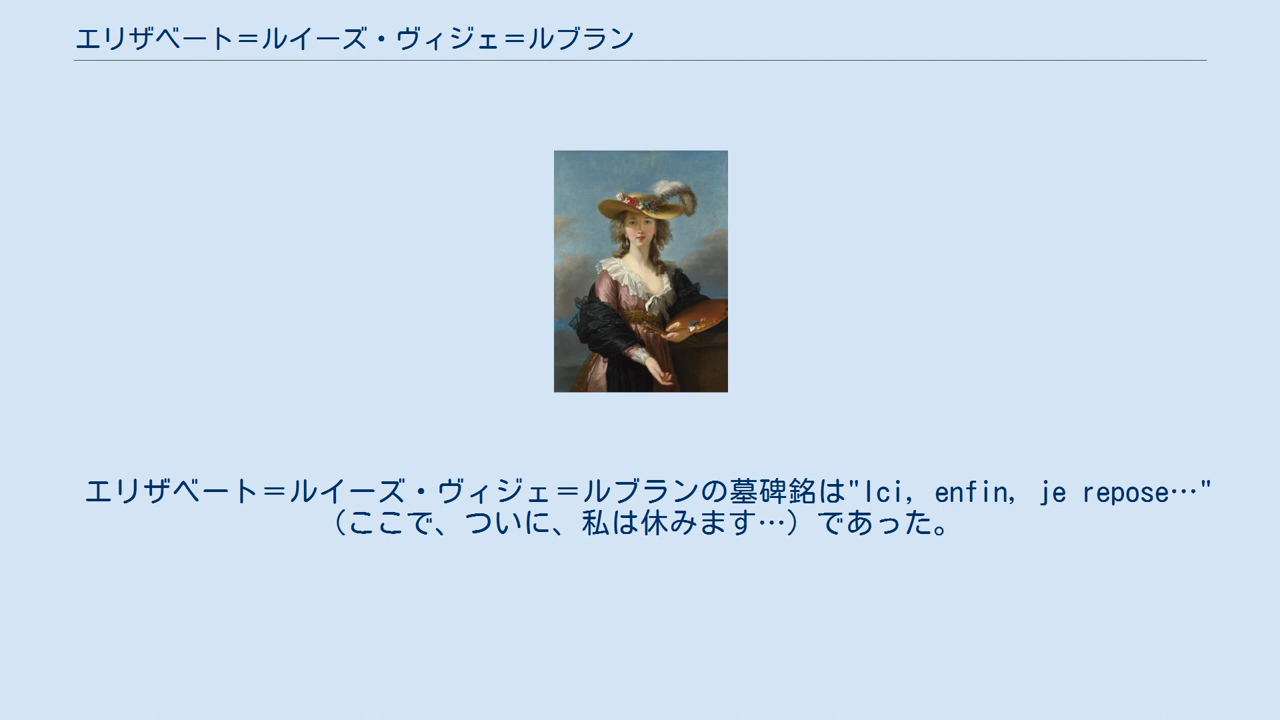 エリザベート＝ルイーズ・ヴィジェ＝ルブラン
エリザベート＝ルイーズ・ヴィジェ＝ルブランの墓碑銘は"Ici, enfin, je repose…"
（ここで、ついに、私は休みます…）であった。